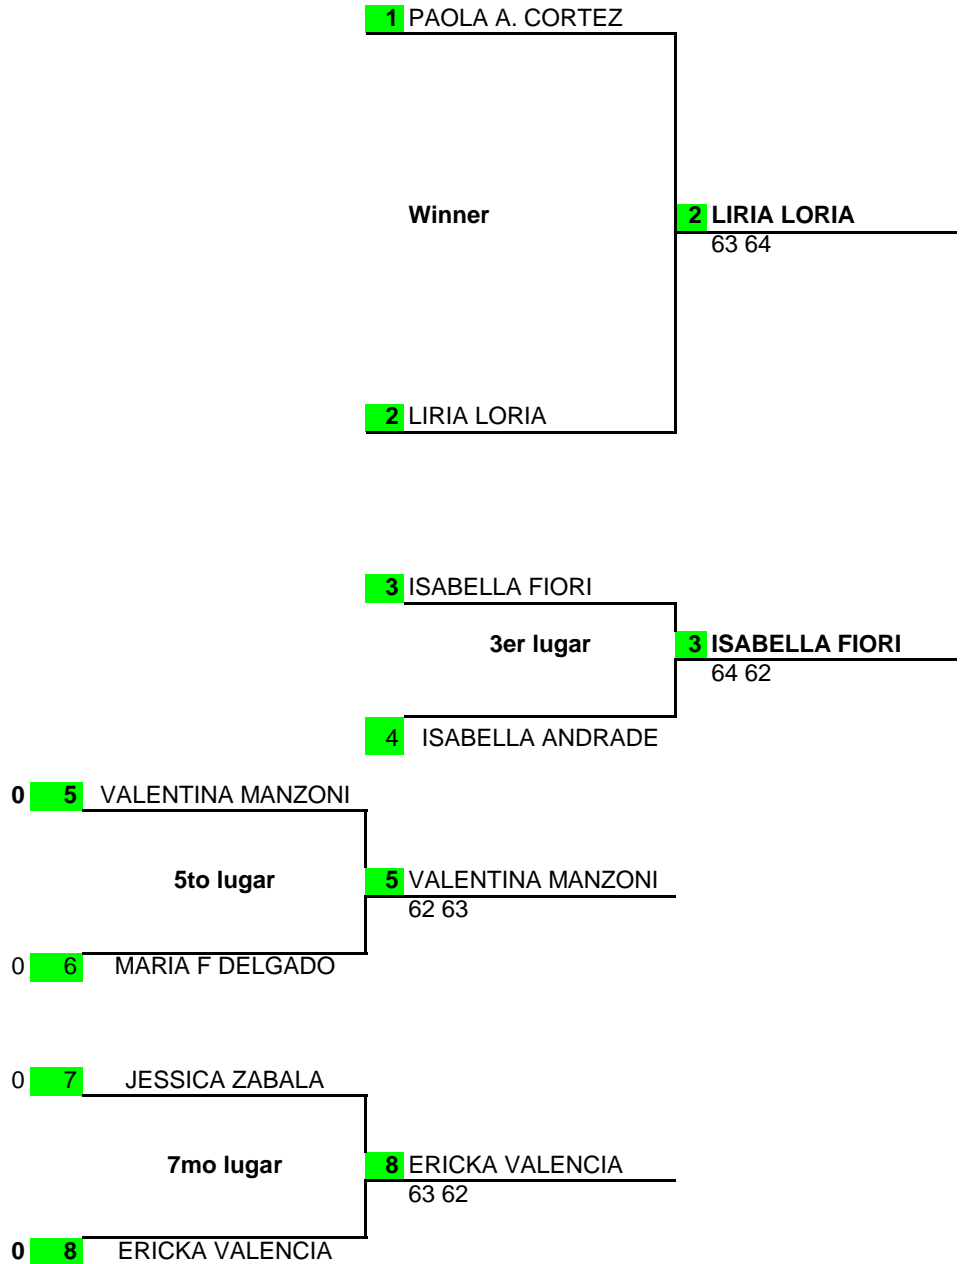 1 PAOLA A. CORTEZ
Winner
2 LIRIA LORIA
63 64
2 LIRIA LORIA
3 ISABELLA FIORI
3er lugar
3 ISABELLA FIORI
64 62
4 ISABELLA ANDRADE
0 5 VALENTINA MANZONI
5to lugar
5 VALENTINA MANZONI
62 63
0 6 MARIA F DELGADO
0 7 JESSICA ZABALA
7mo lugar
8 ERICKA VALENCIA
63 62
0 8 ERICKA VALENCIA